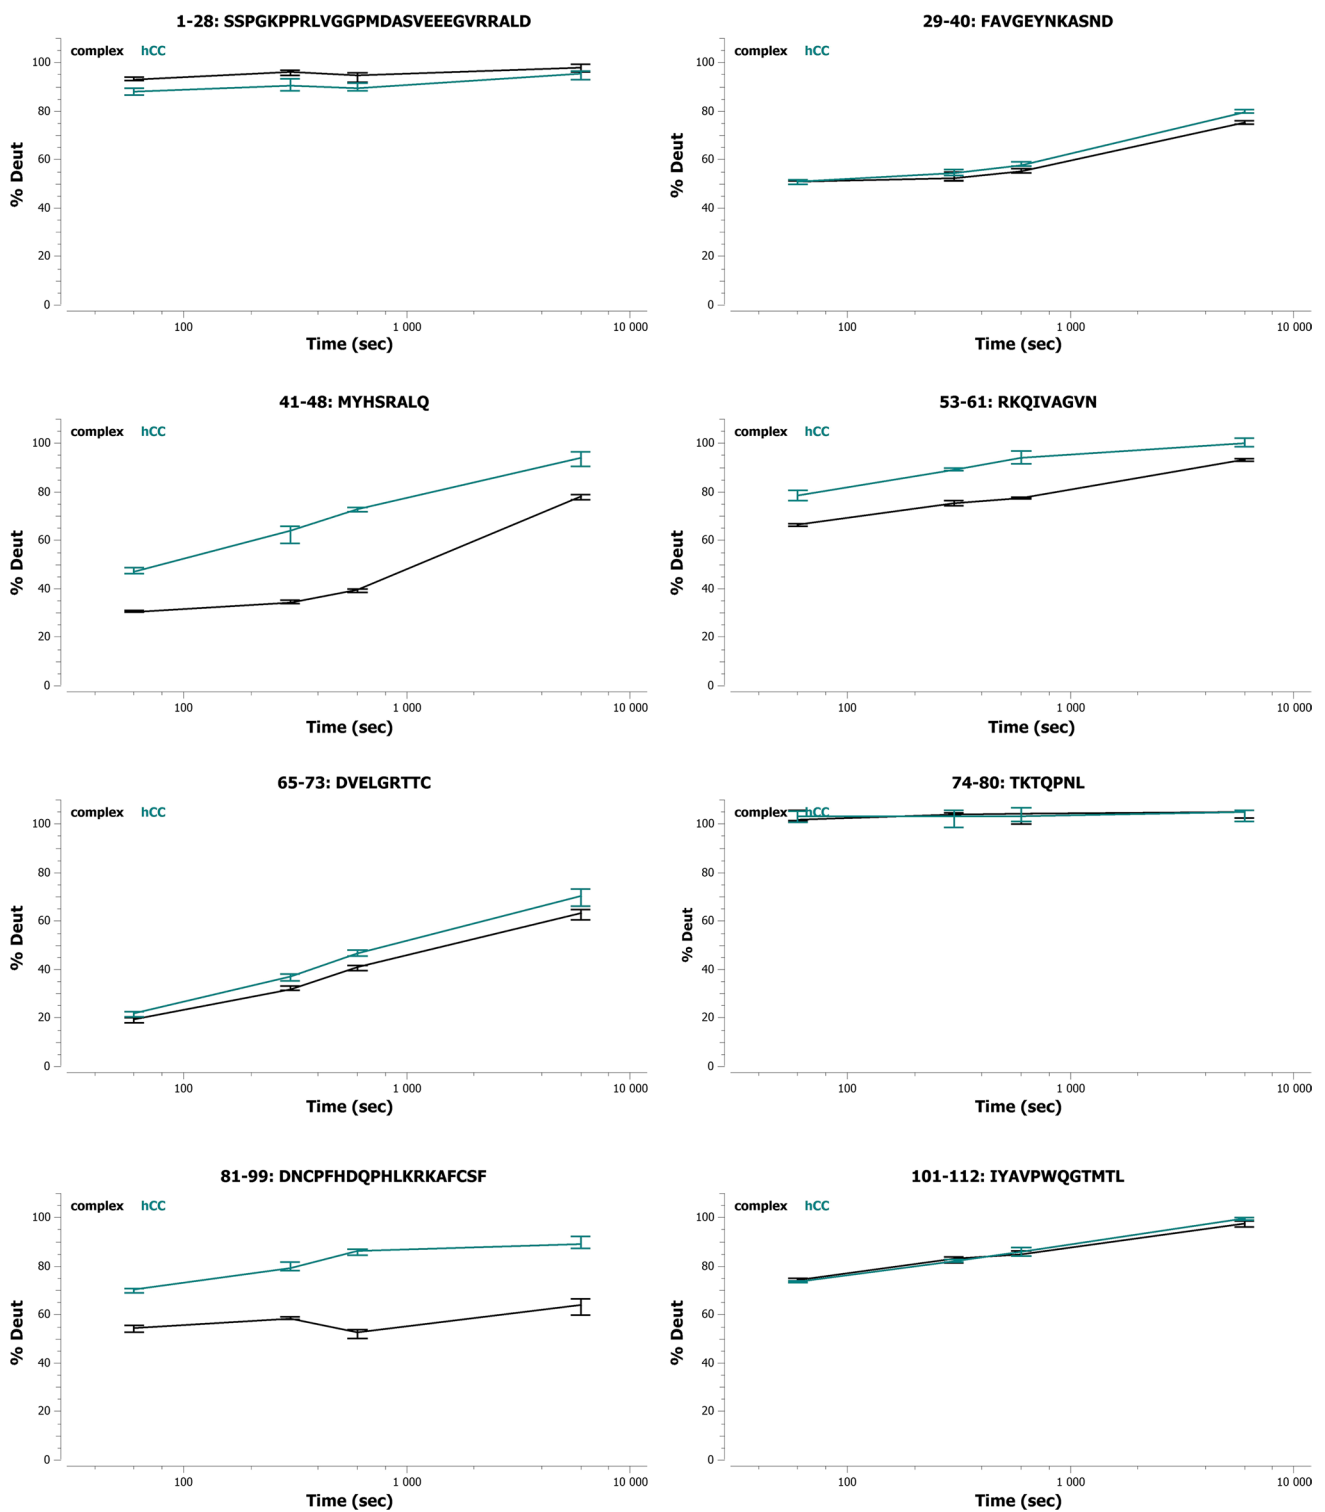 1-28: SSPGKPPRLVGGPMDASVEEEGVRRALD
complex hCC
% Deut
100
80
60
40
20
0
100
1 000
10 000
Time (sec)
29-40: FAVGEYNKASND
complex hCC
% Deut
100
80
60
40
20
0
100
1 000
10 000
Time (sec)
41-48: MYHSRALQ
complex hCC
% Deut
100
80
60
40
20
0
100
1 000
10 000
Time (sec)
53-61: RKQIVAGVN
complex hCC
% Deut
100
80
60
40
20
0
100
1 000
10 000
Time (sec)
65-73: DVELGRTTC
complex hCC
% Deut
100
80
60
40
20
0
100
1 000
10 000
Time (sec)
74-80: TKTQPNL
complex hCC
% Deut
100
80
60
40
20
0
100
1 000
10 000
Time (sec)
81-99: DNCPFHDQPHLKRKAFCSF
complex hCC
% Deut
100
80
60
40
20
0
100
1 000
10 000
Time (sec)
101-112: IYAVPWQGTMTL
complex hCC
% Deut
100
80
60
40
20
0
100
1 000
10 000
Time (sec)